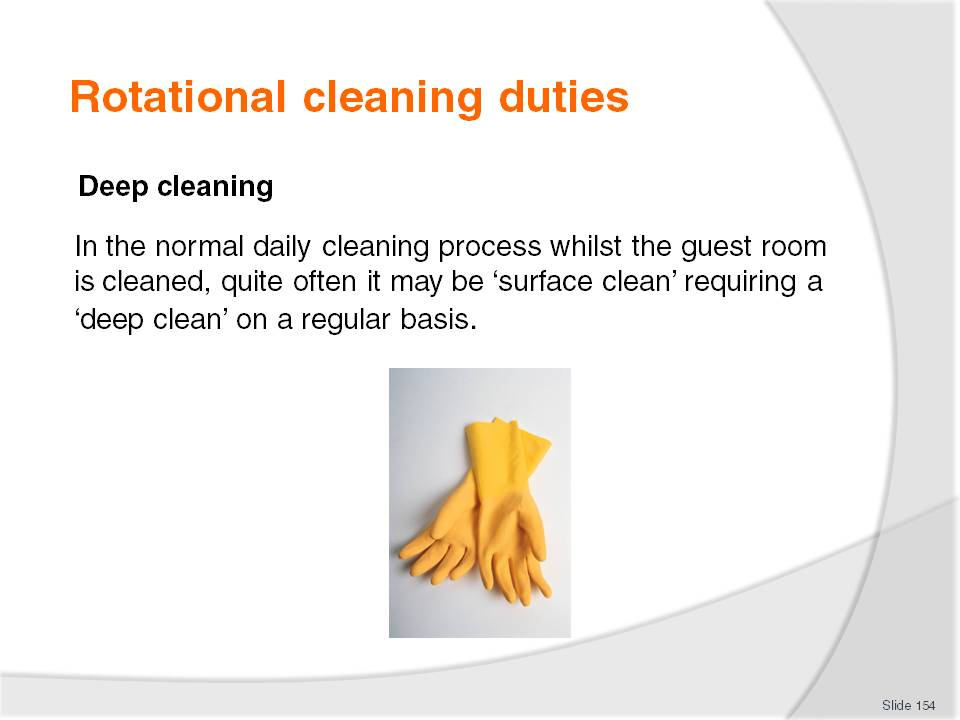 Rotational cleaning duties
Deep cleaning
In the normal daily cleaning process whilst the guest room
is cleaned, quite often it may be ‘surface clean’ requiring a
‘deep clean’ on a regular basis.
Slide 154